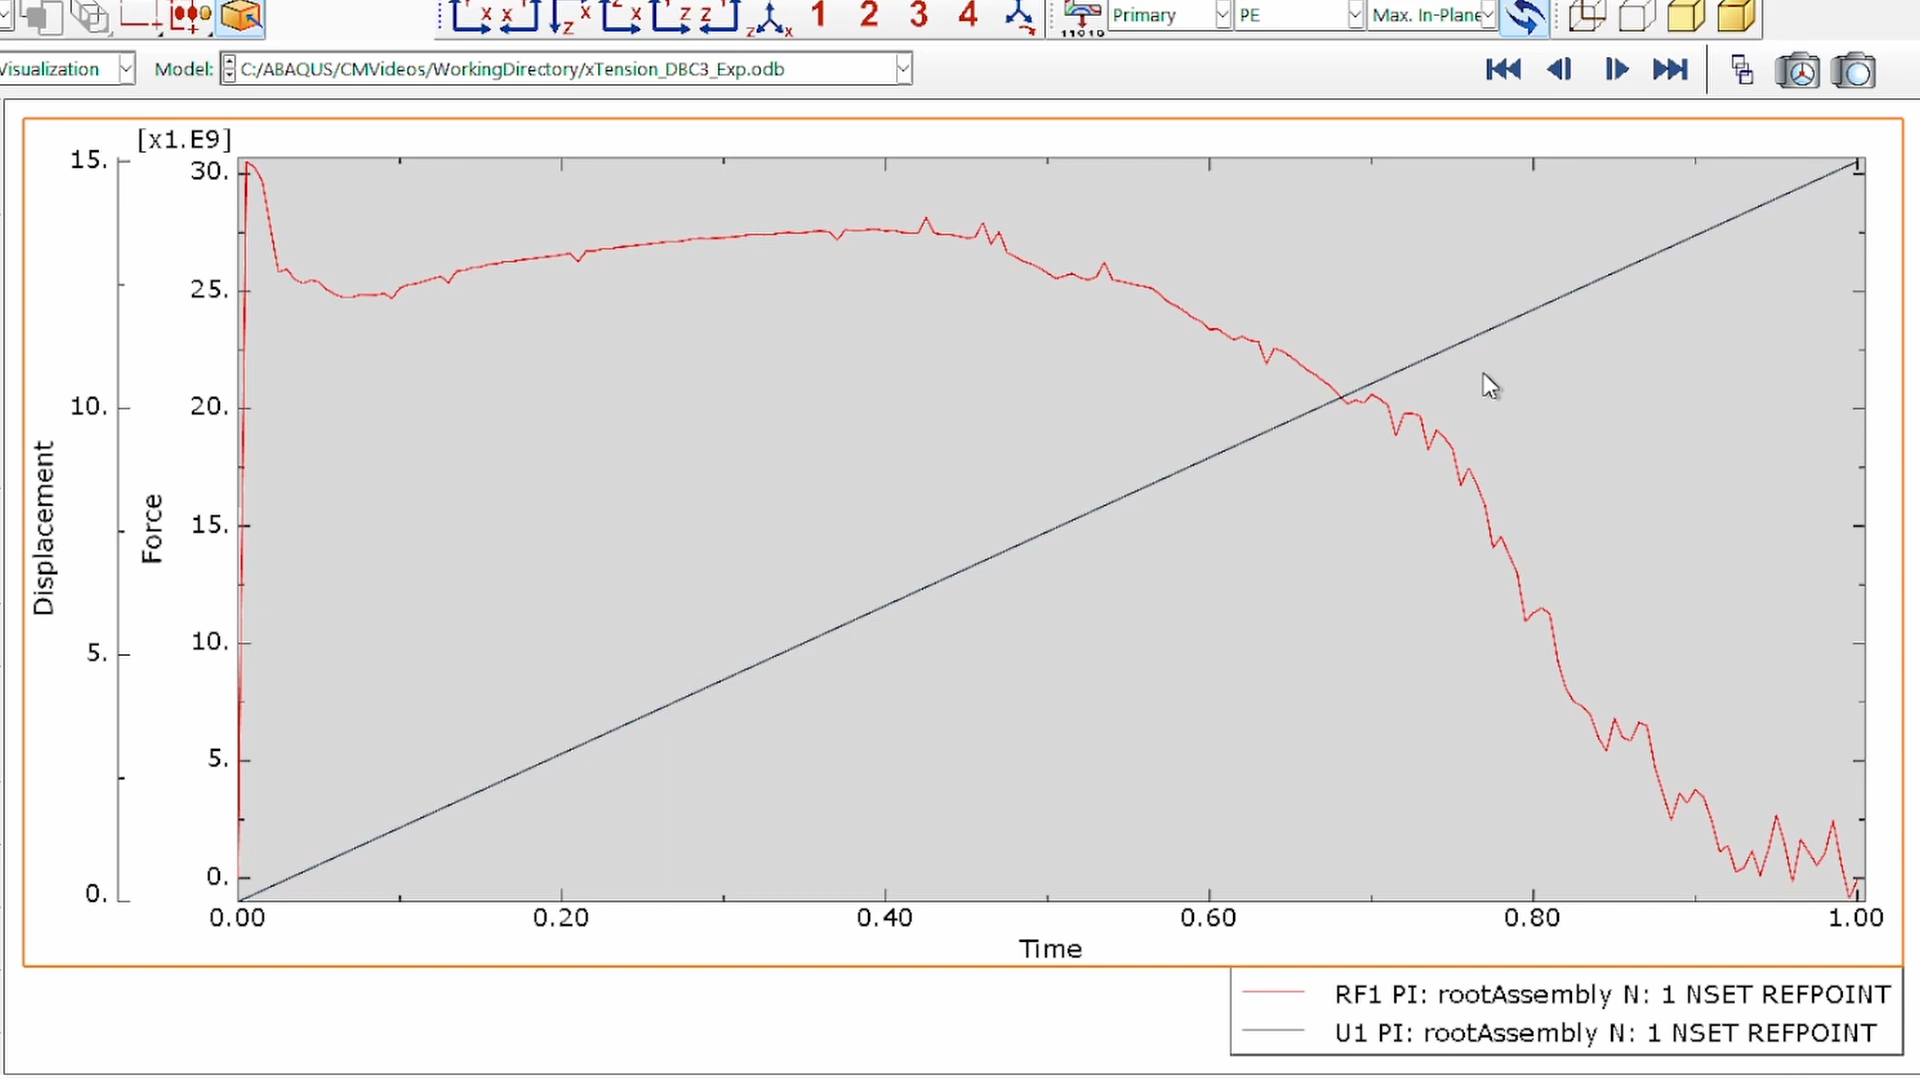 1 2 3 4 Primary PE Max. In-Plane
Visualization Model: C:/ABAQUS/CMVideos/WorkingDirectory/xTension_DBC3_Exp.odb
[x1.E9]
15. 30.
25.
10. 20.
15.
10.
5. 5.
0. 0.
Displacement
Force
0.00 0.20 0.40 0.60 0.80 1.00
Time
RF1 PI: rootAssembly N: 1 NSET REFPOINT
U1 PI: rootAssembly N: 1 NSET REFPOINT